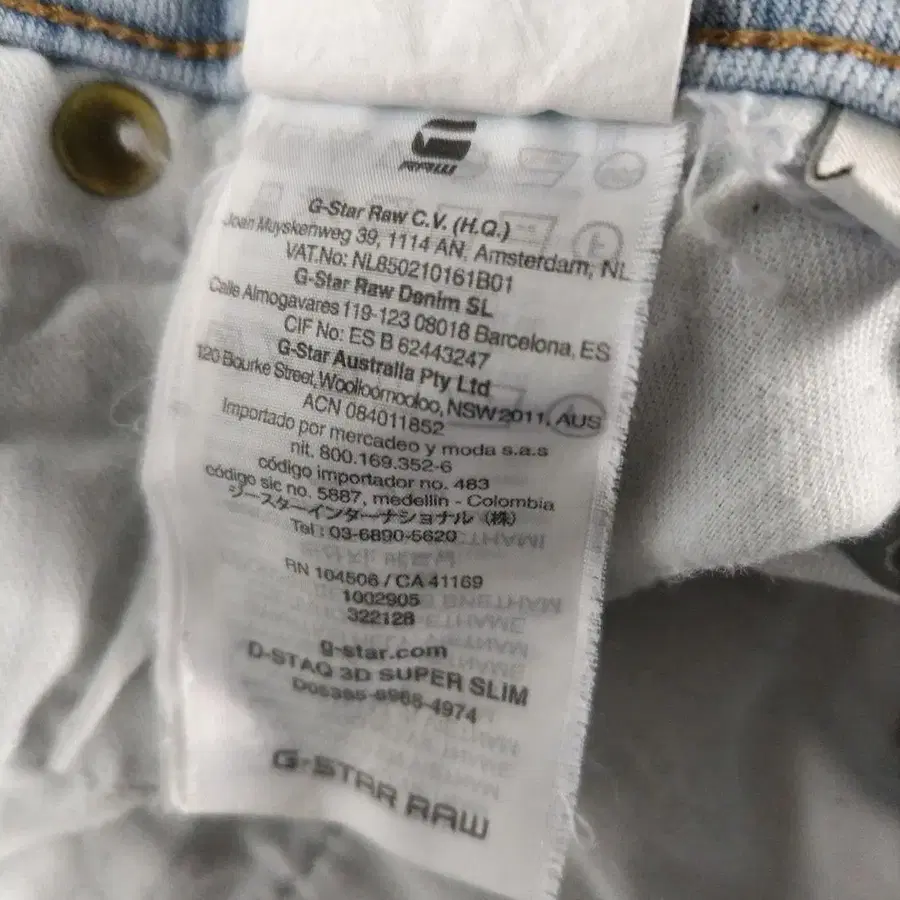 RAW
G-Star Raw C.V. (H.Q.)
Joan Muyskenweg 39, 1114 AN, Amsterdam, NL
VAT.No: NL850210161B01
G-Star Raw Denim SL
Calle Almogavares 119-123 08018 Barcelona, ES
CIF No: ES B 62443247
G-Star Australia Pty Ltd
120 Bourke Street, Woolloomooloo, NSW 2011, AUS
ACN 084011852
Importado por mercadeo y moda s.a.s
nit. 800.169.352-6
código importador no. 483
código sic no. 5887, medellin - Colombia
ジースターインターナショナル (株)
Tel : 03-6890-5620
RN 104506 / CA 41169
1002905
322128
g-star.com
D-STAQ 3D SUPER SLIM
D05385-8968-4974
G-STAR RAW